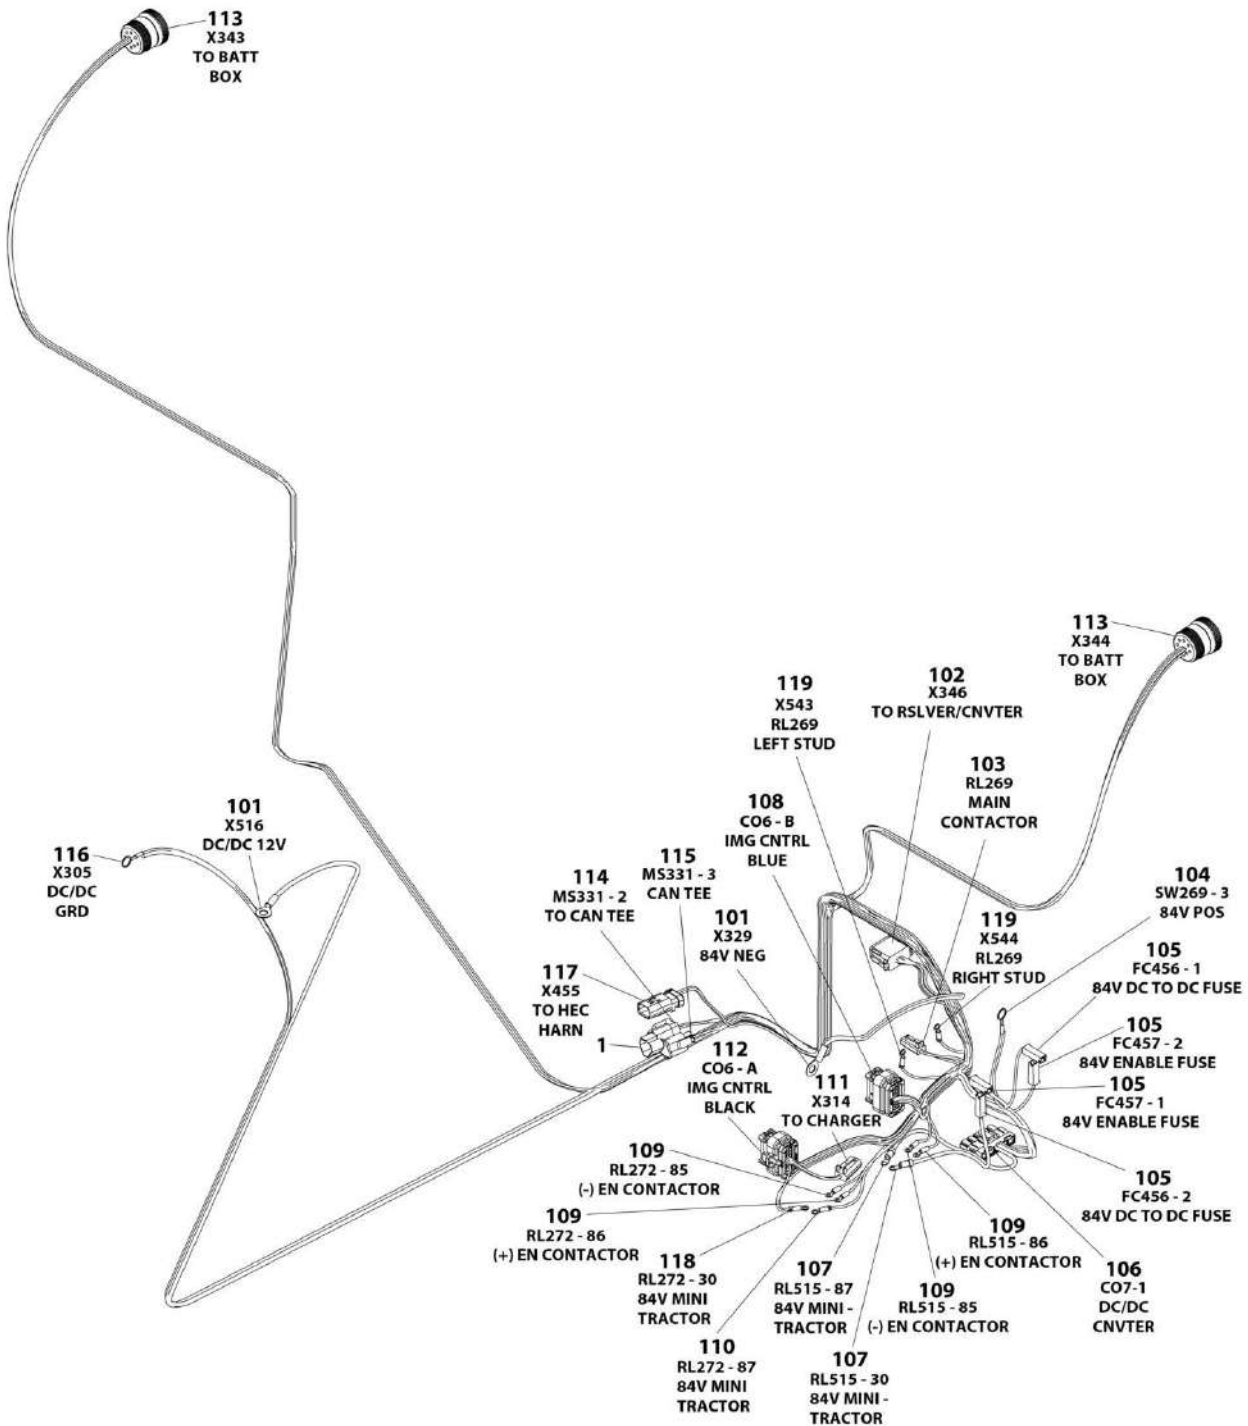 113
X343
TO BATT
BOX
113
X344
TO BATT
BOX
119
X543
RL269
LEFT STUD
102
X346
TO RSLVER/CNVTER
103
RL269
MAIN
CONTACTOR
108
CO6 - B
IMG CNTRL
BLUE
101
X516
DC/DC 12V
116
X305
DC/DC
GRD
114
MS331 - 2
TO CAN TEE
115
MS331 - 3
CAN TEE
101
X329
84V NEG
104
SW269 - 3
84V POS
119
X544
RL269
RIGHT STUD
105
FC456 - 1
84V DC TO DC FUSE
117
X455
TO HEC
HARN
1
105
FC457 - 2
84V ENABLE FUSE
112
CO6 - A
IMG CNTRL
BLACK
111
X314
TO CHARGER
105
FC457 - 1
84V ENABLE FUSE
109
RL272 - 85
(-) EN CONTACTOR
105
FC456 - 2
84V DC TO DC FUSE
109
RL272 - 86
(+) EN CONTACTOR
109
RL515 - 86
(+) EN CONTACTOR
118
RL272 - 30
84V MINI
TRACTOR
107
RL515 - 87
84V MINI -
TRACTOR
109
RL515 - 85
(-) EN CONTACTOR
106
CO7-1
DC/DC
CNVTER
110
RL272 - 87
84V MINI
TRACTOR
107
RL515 - 30
84V MINI -
TRACTOR